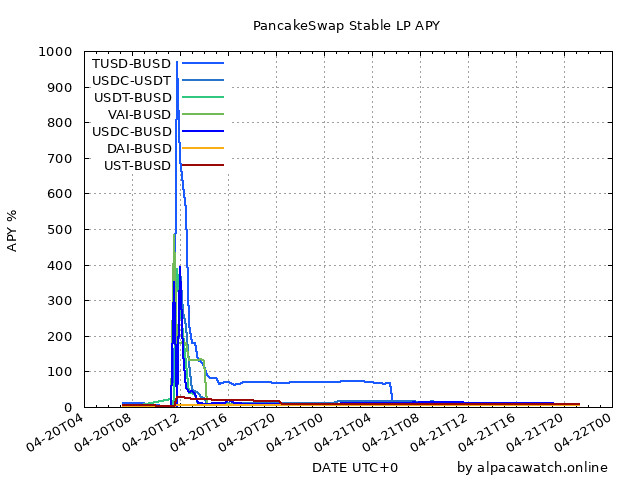 PancakeSwap Stable LP APY
1000
900
800
700
600
500
400
300
200
100
0
APY %
TUSD-BUSD
USDC-USDT
USDT-BUSD
VAI-BUSD
USDC-BUSD
DAI-BUSD
UST-BUSD
04-20T04
04-20T08
04-20T12
04-20T16
04-20T20
04-21T00
04-21T04
04-21T08
04-21T12
04-21T16
04-21T20
04-22T00
DATE UTC+0
by alpacawatch.online